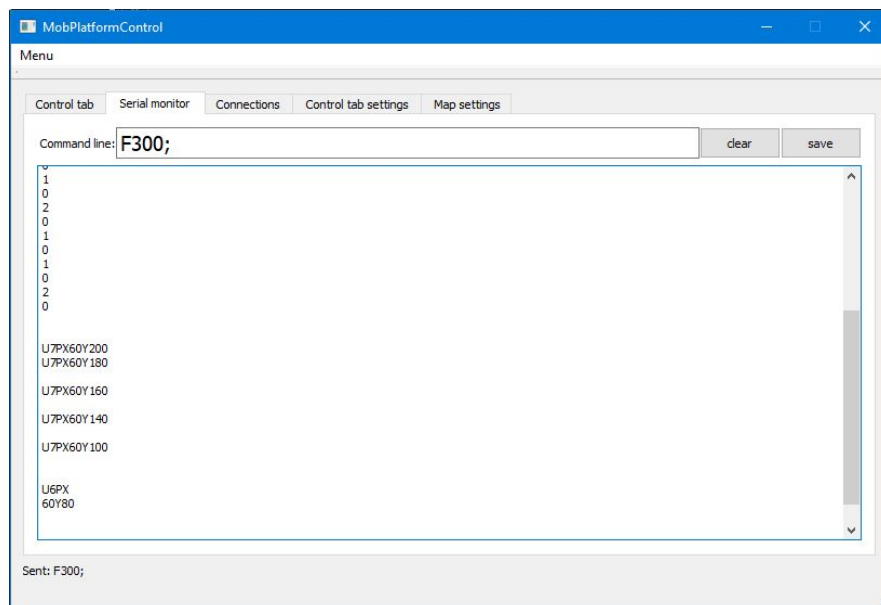 MobPlatformControl
Menu
Control tab Serial monitor Connections Control tab settings Map settings
Command line: F300; clear save
1
0
2
0
1
0
1
0
2
0
U7PX60Y200
U7PX60Y180
U7PX60Y160
U7PX60Y140
U7PX60Y100
U6PX
60Y80
Sent: F300;